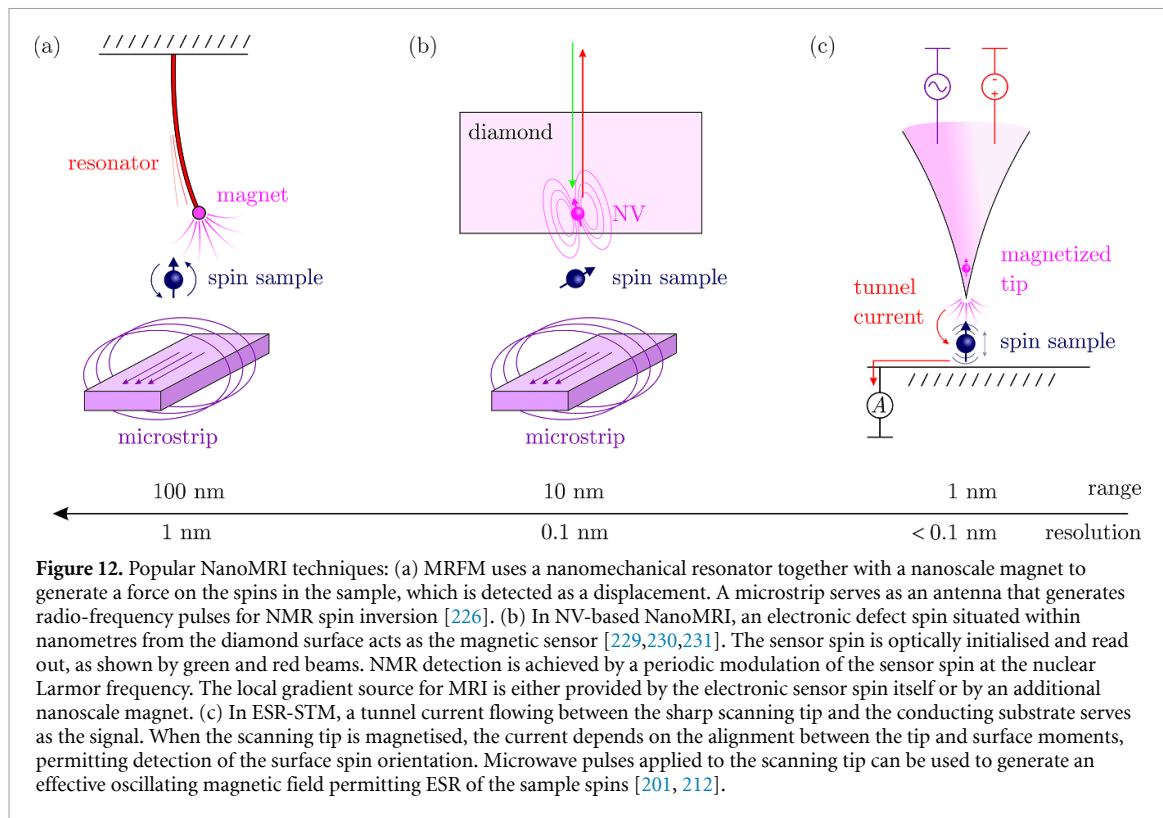 (a)
resonator
magnet
spin sample
microstrip
(b)
diamond
NV
spin sample
microstrip
(c)
-
+
magnetized
tip
tunnel
current
spin sample
A
100 nm 10 nm 1 nm range
1 nm 0.1 nm < 0.1 nm resolution
Figure 12. Popular NanoMRI techniques: (a) MRFM uses a nanomechanical resonator together with a nanoscale magnet to
generate a force on the spins in the sample, which is detected as a displacement. A microstrip serves as an antenna that generates
radio-frequency pulses for NMR spin inversion [226]. (b) In NV-based NanoMRI, an electronic defect spin situated within
nanometres from the diamond surface acts as the magnetic sensor [229,230,231]. The sensor spin is optically initialised and read
out, as shown by green and red beams. NMR detection is achieved by a periodic modulation of the sensor spin at the nuclear
Larmor frequency. The local gradient source for MRI is either provided by the electronic sensor spin itself or by an additional
nanoscale magnet. (c) In ESR-STM, a tunnel current flowing between the sharp scanning tip and the conducting substrate serves
as the signal. When the scanning tip is magnetised, the current depends on the alignment between the tip and surface moments,
permitting detection of the surface spin orientation. Microwave pulses applied to the scanning tip can be used to generate an
effective oscillating magnetic field permitting ESR of the sample spins [201, 212].